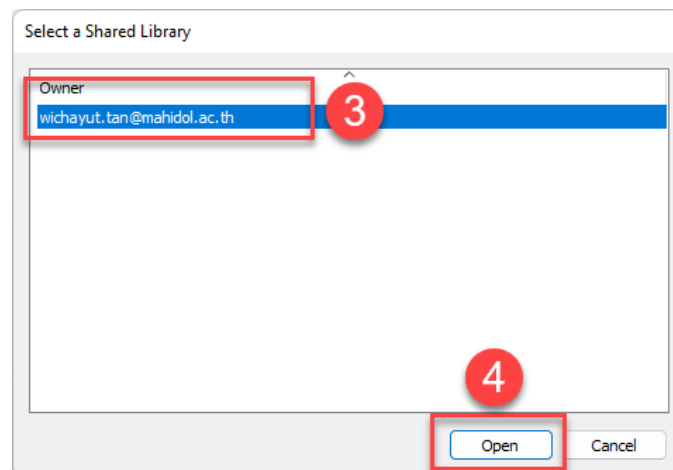 Select a Shared Library
Owner
wichayut.tan@mahidol.ac.th
3
4
Open
Cancel